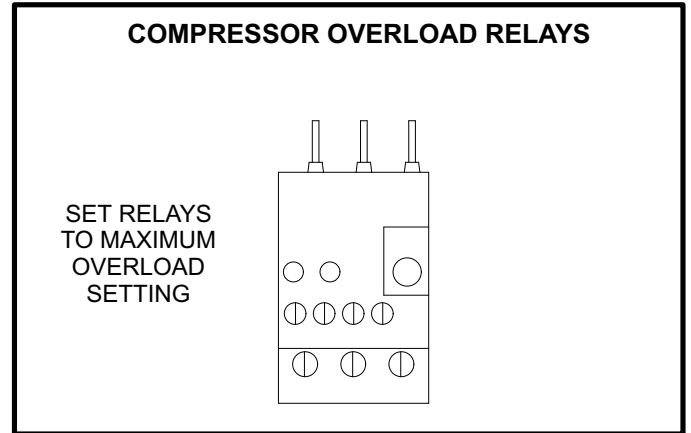 COMPRESSOR OVERLOAD RELAYS
SET RELAYS
TO MAXIMUM
OVERLOAD
SETTING